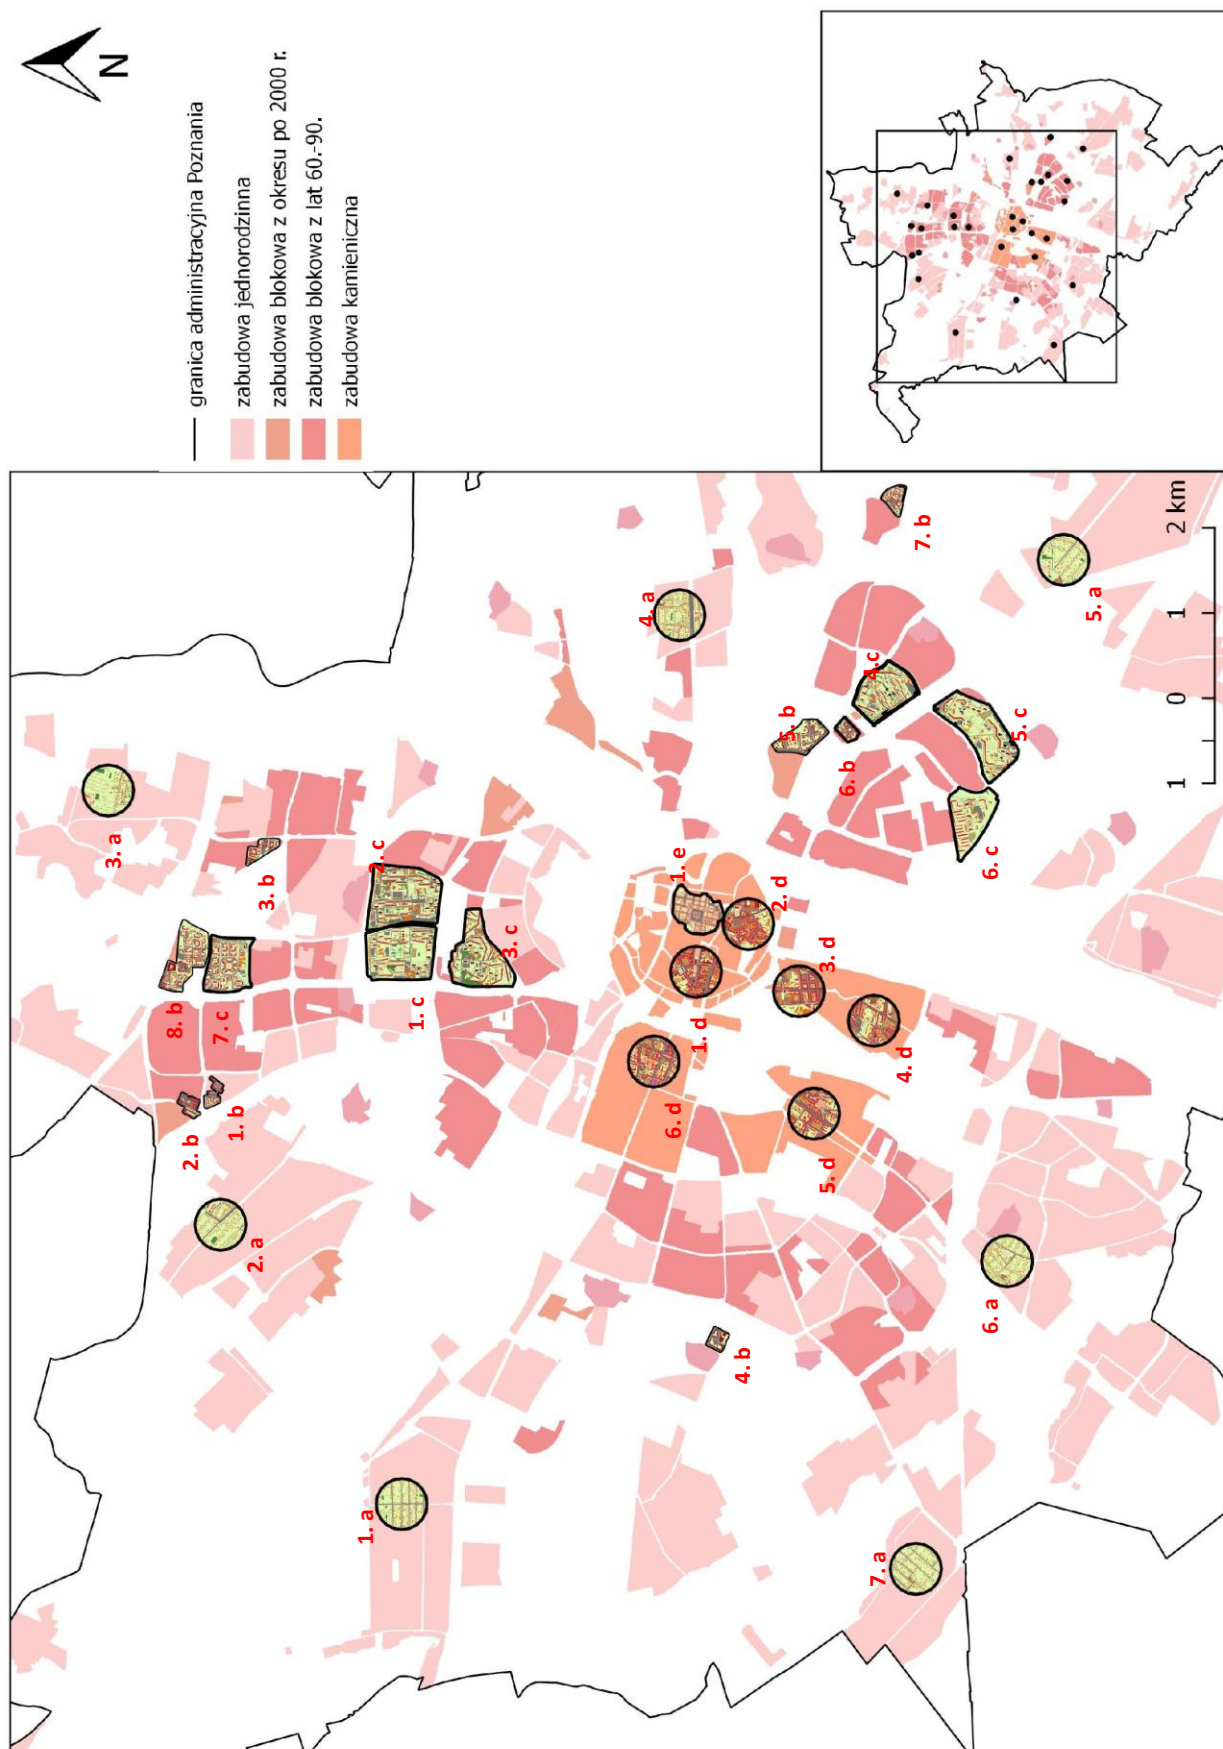 N
granica administracyjna Poznania
zabudowa jednorodzinna
zabudowa blokowa z okresu po 2000 r.
zabudowa blokowa z lat 60.-90.
zabudowa kamieniczna
1. a
7. a
4. b
6. a
2. a
2. b
1. b
5. d
6. d
8. b
7. c
1. c
1. d
4. d
3. d
3. c
2. d
1. e
3. b
2. c
3. a
6. c
6. b
5. b
5. c
4.c
4. a
7. b
5. a
1 0 1 2 km